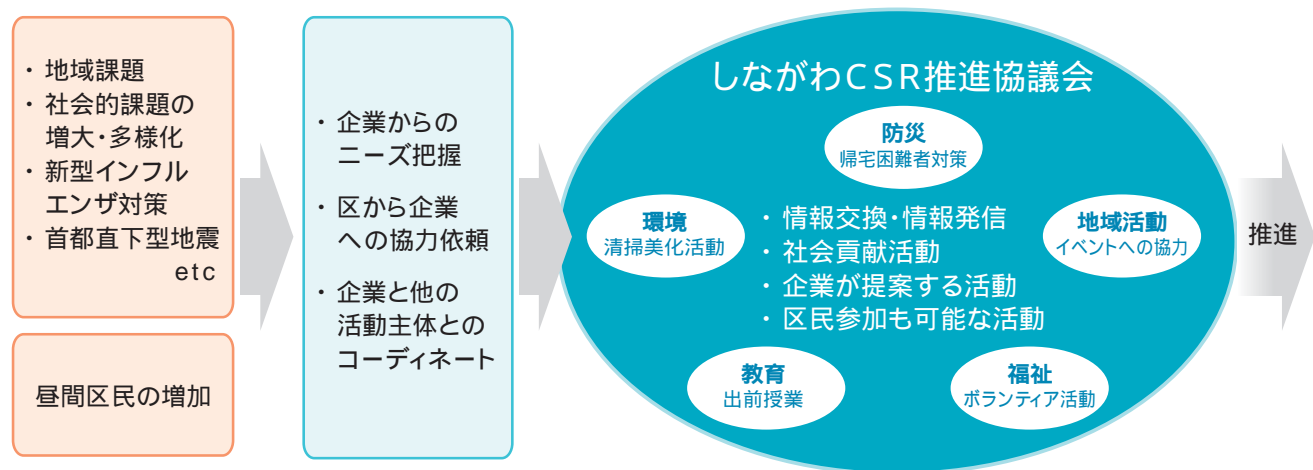 ・ 地域課題
・ 社会的課題の
増大・多様化
・ 新型インフル
エンザ対策
・ 首都直下型地震
etc
昼間区民の増加
・ 企業からの
ニーズ把握
・ 区から企業
への協力依頼
・ 企業と他の
活動主体との
コーディネート
しながわCSR推進協議会
防災
帰宅困難者対策
環境
清掃美化活動
・ 情報交換・情報発信
・ 社会貢献活動
・ 企業が提案する活動
・ 区民参加も可能な活動
地域活動
イベントへの協力
教育
出前授業
福祉
ボランティア活動
推進